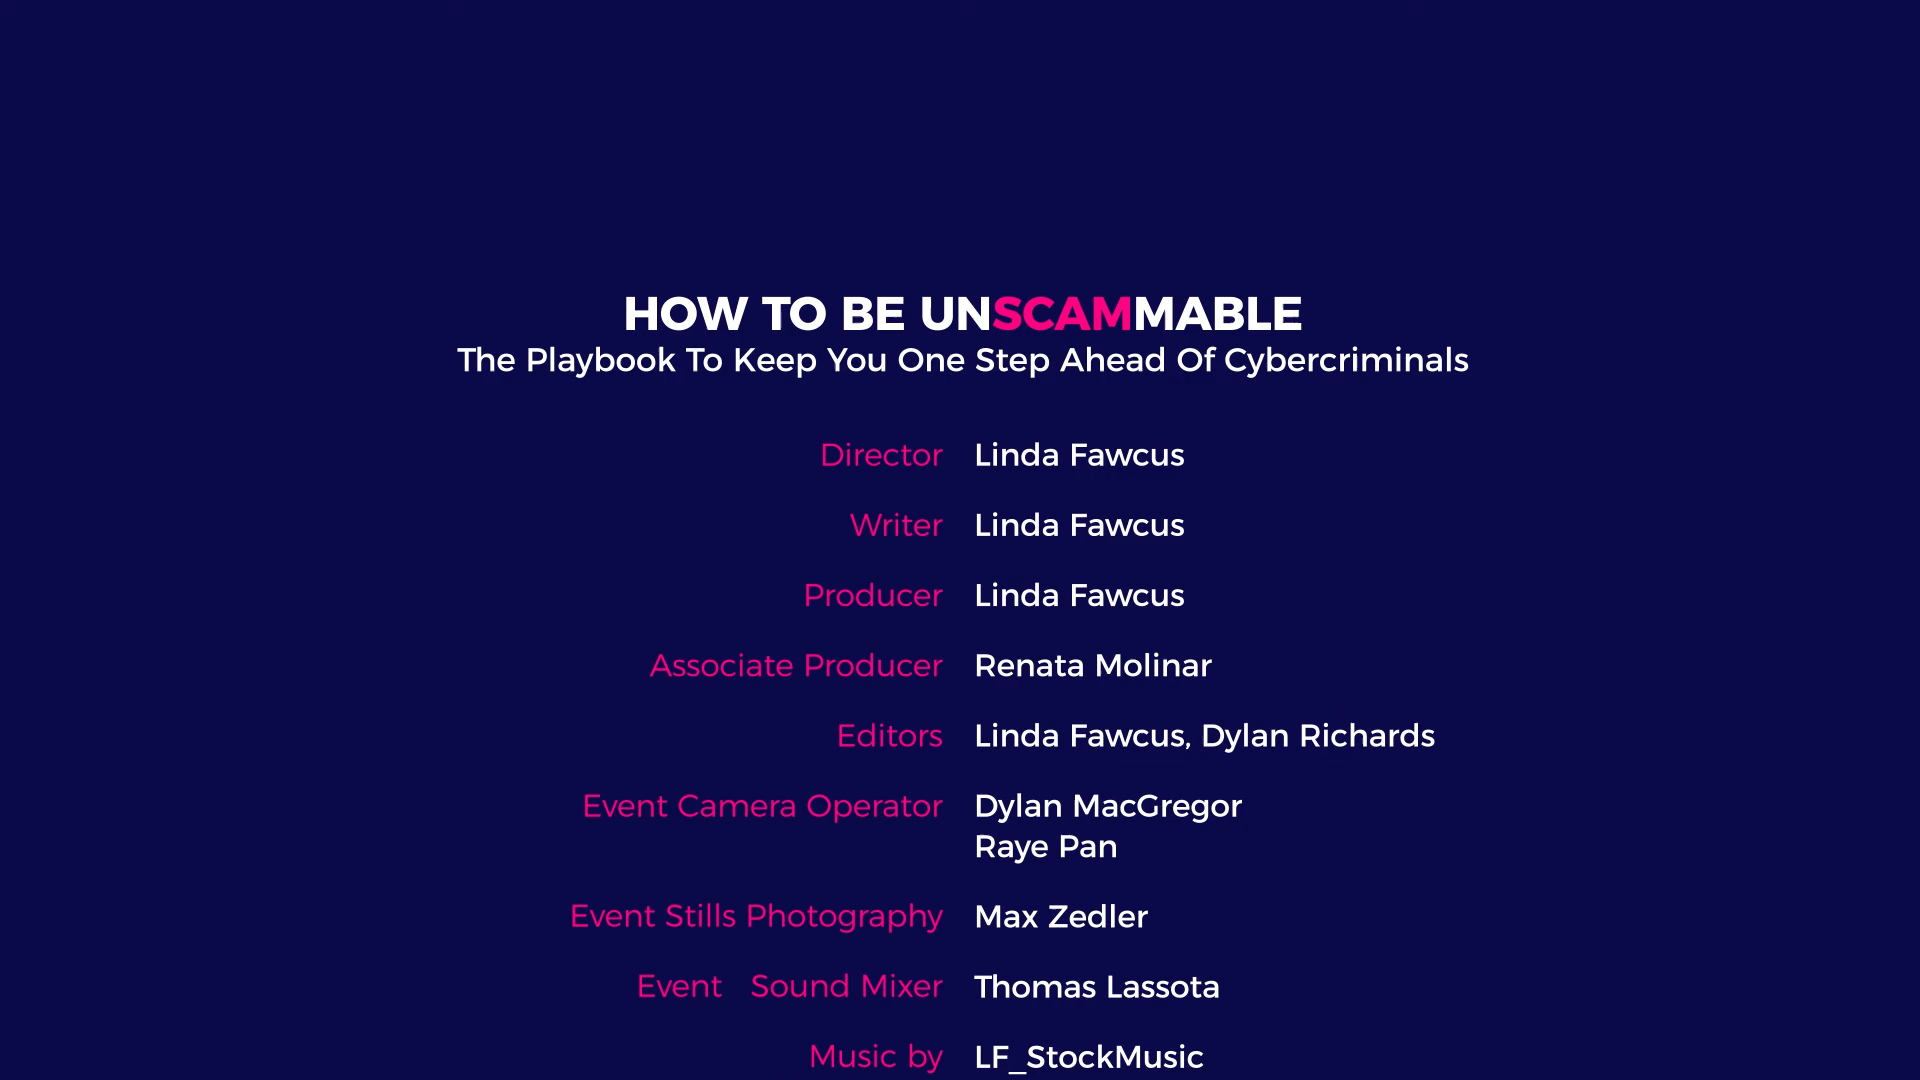 HOW TO BE UNSCAMMABLE
The Playbook To Keep You One Step Ahead Of Cybercriminals
Director Linda Fawcus
Writer Linda Fawcus
Producer Linda Fawcus
Associate Producer Renata Molinar
Editors Linda Fawcus, Dylan Richards
Event Camera Operator Dylan MacGregor
Raye Pan
Event Stills Photography Max Zedler
Event Sound Mixer Thomas Lassota
Music by LF_StockMusic